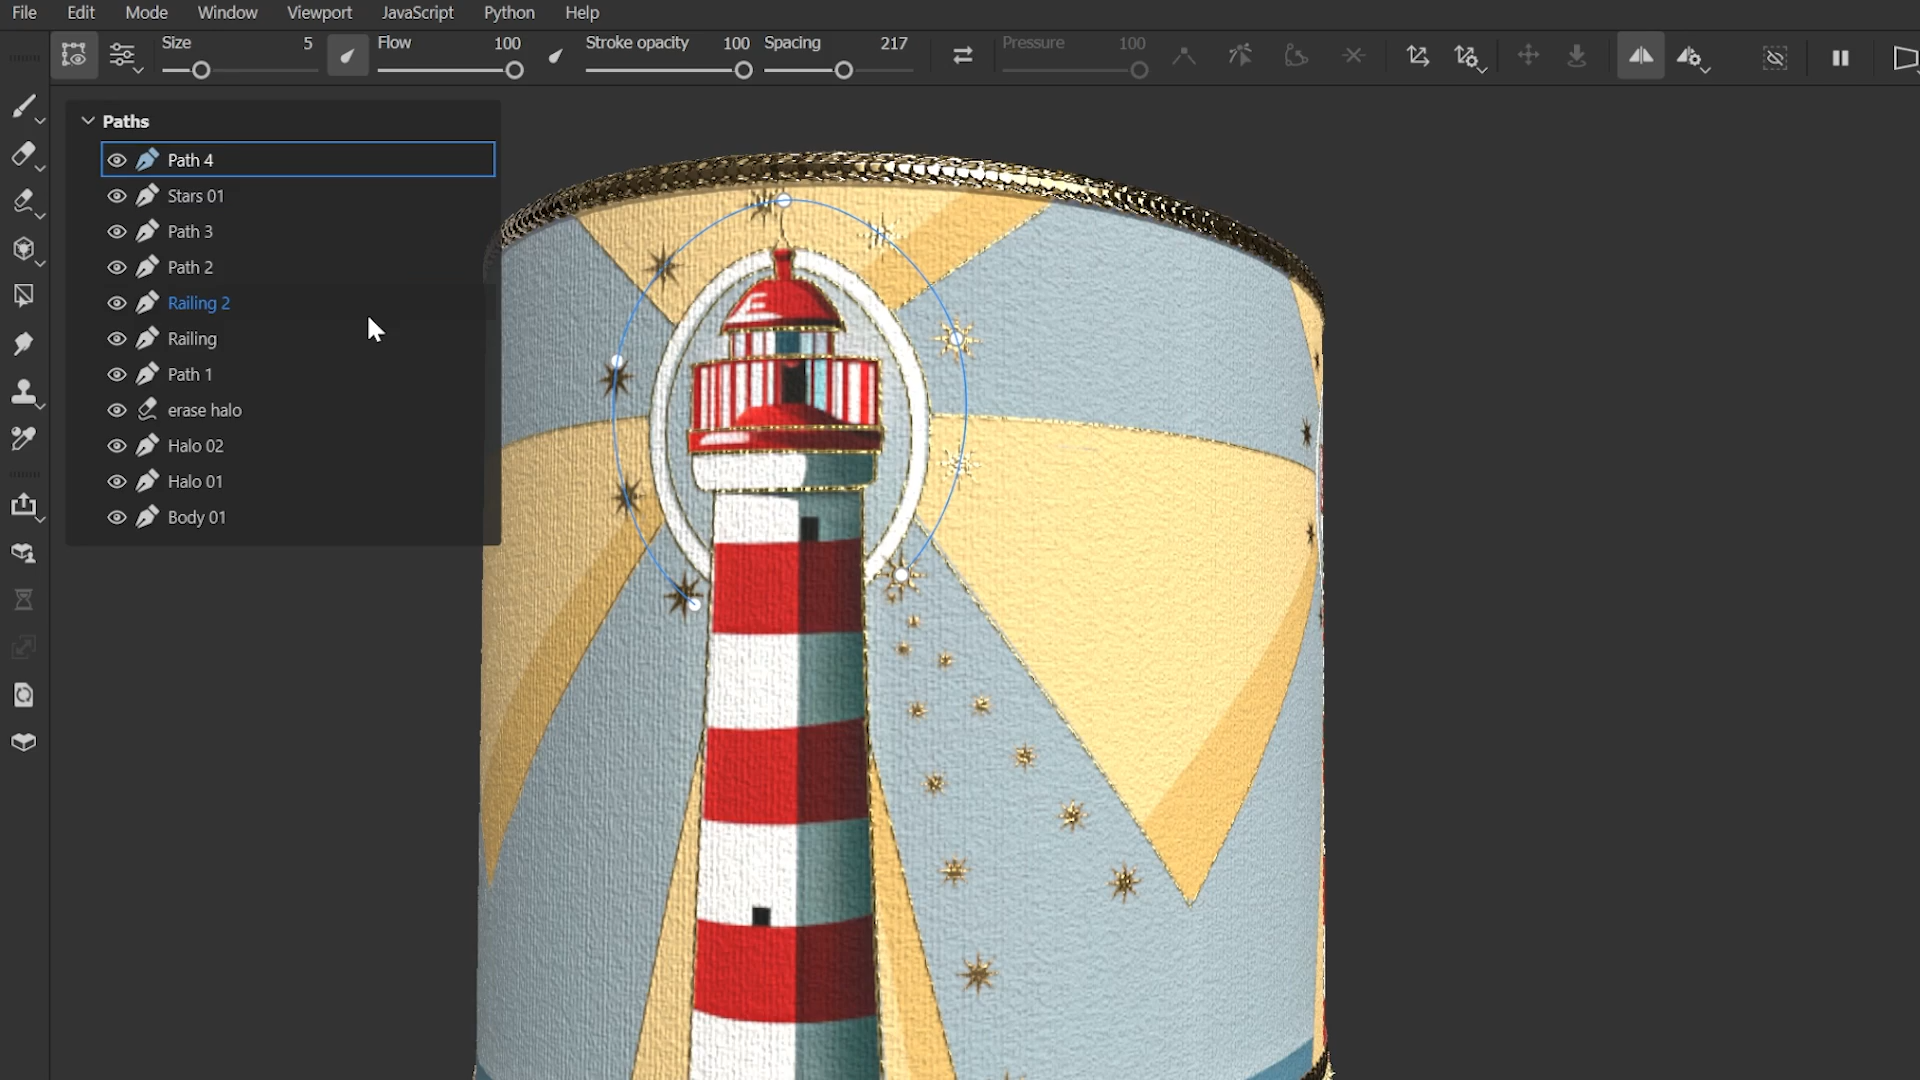 File Edit Mode Window Viewport JavaScript Python Help
Size 5 Flow 100 Stroke opacity 100 Spacing 217 Pressure 100
Paths
Path 4
Stars 01
Path 3
Path 2
Railing 2
Railing
Path 1
erase halo
Halo 02
Halo 01
Body 01